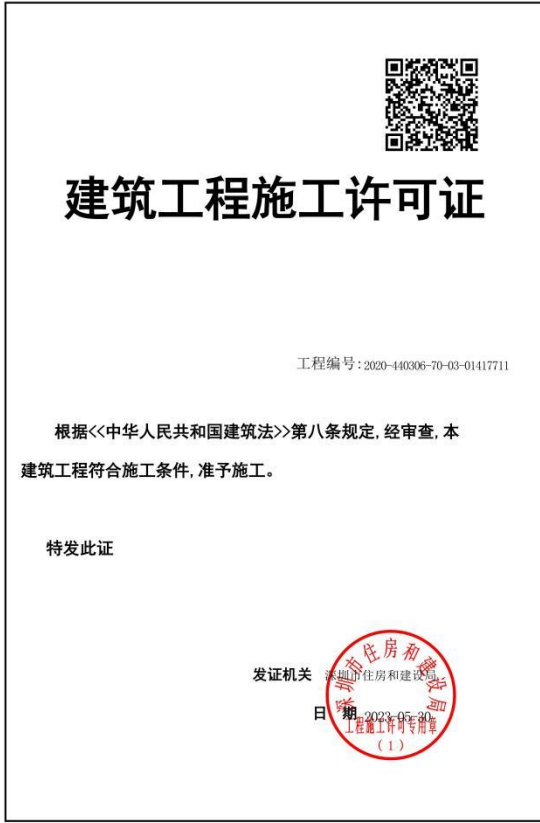 建筑工程施工许可证
工程编号:2020-440306-70-03-01417711
根据<<中华人民共和国建筑法>>第八条规定,经审查,本
建筑工程符合施工条件,准予施工。
特发此证
发证机关 深圳市住房和建设局
日 期 2023-05-30
深圳市住房和建设局
工程施工许可专用章
(1)